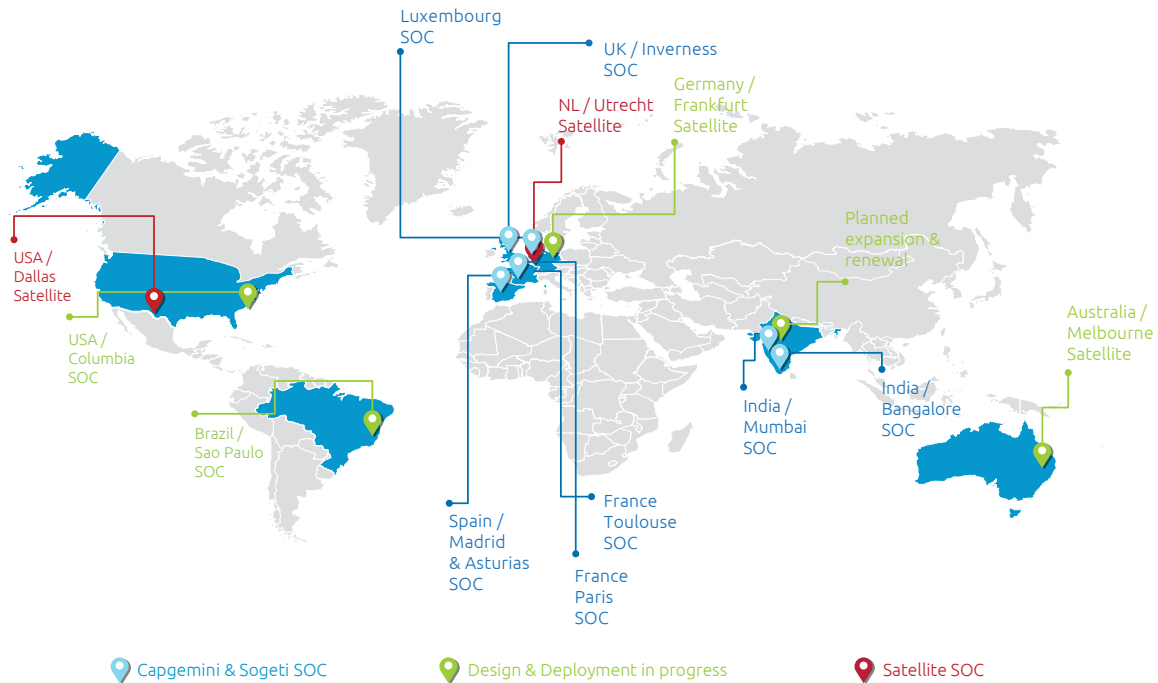 Luxembourg
SOC
UK / Inverness
SOC
Germany /
Frankfurt
Satellite
NL / Utrecht
Satellite
Planned
expansion &
renewal
USA /
Dallas
Satellite
Australia /
Melbourne
Satellite
USA /
Columbia
SOC
India /
Mumbai
SOC
India /
Bangalore
SOC
Brazil /
Sao Paulo
SOC
Spain /
Madrid
& Asturias
SOC
France
Toulouse
SOC
France
Paris
SOC
Capgemini & Sogeti SOC
Design & Deployment in progress
Satellite SOC